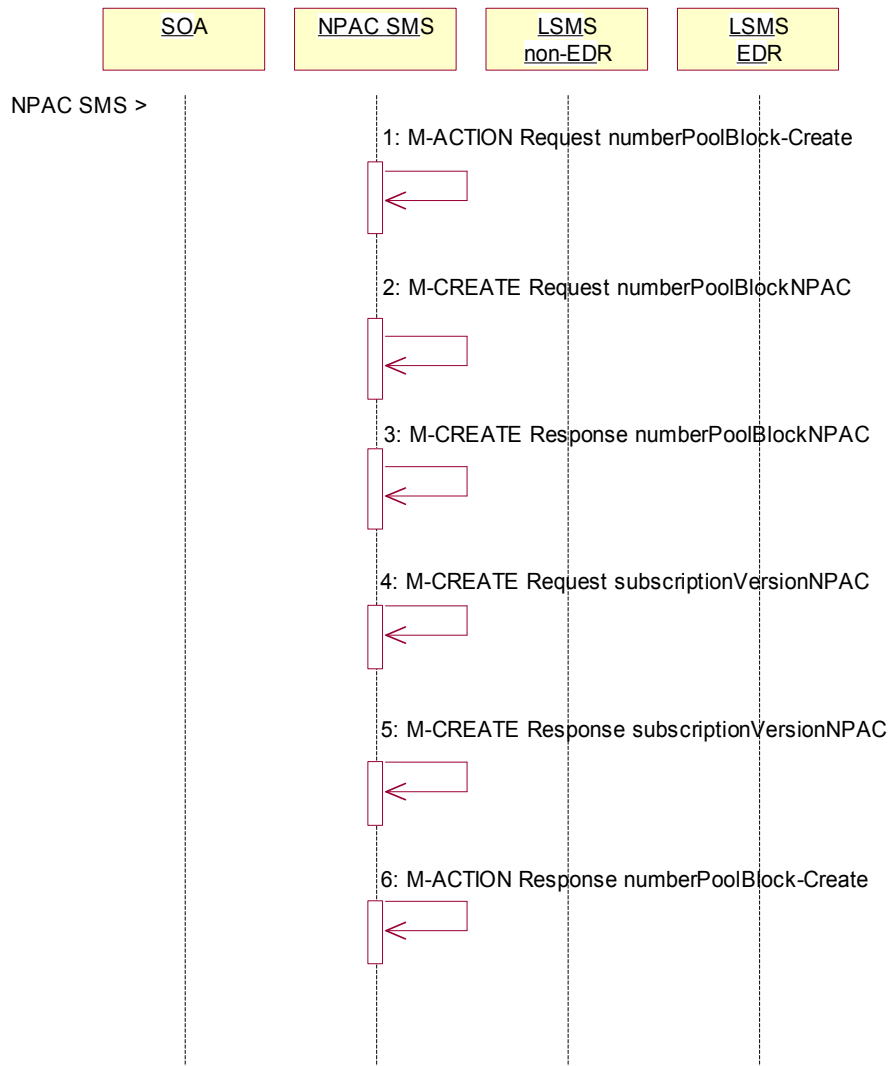 SOA
NPAC SMS
LSMS
non-EDR
LSMS
EDR
NPAC SMS >
1: M-ACTION Request numberPoolBlock-Create
2: M-CREATE Request numberPoolBlockNPAC
3: M-CREATE Response numberPoolBlockNPAC
4: M-CREATE Request subscriptionVersionNPAC
5: M-CREATE Response subscriptionVersionNPAC
6: M-ACTION Response numberPoolBlock-Create